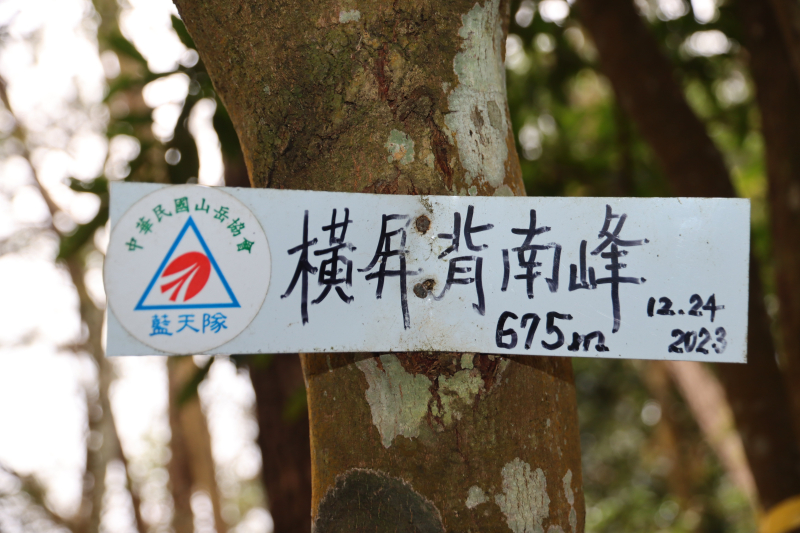 中華民國山岳協會
藍天隊
橫屏背南峰
675m
12.24
2023